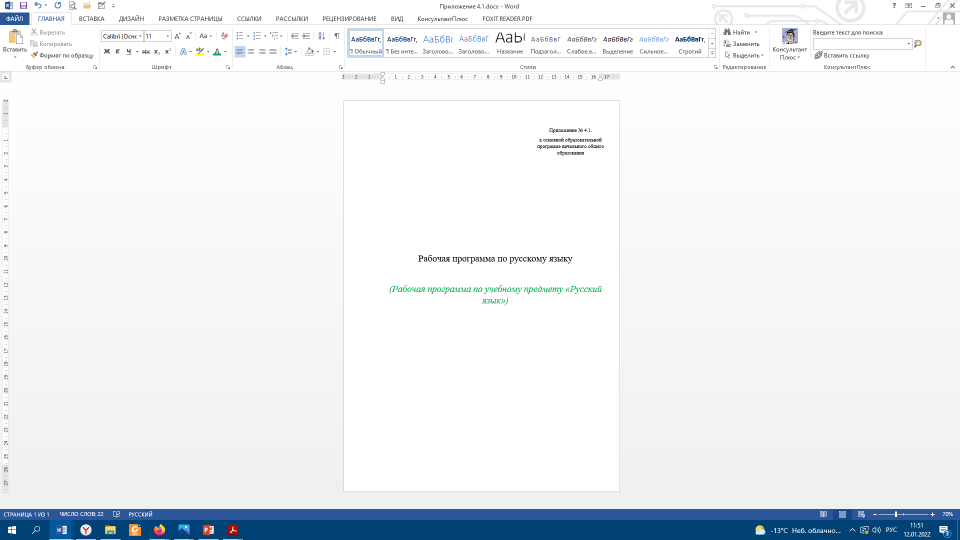 Приложение 4.1.docx - Word
ФАЙЛ ГЛАВНАЯ ВСТАВКА ДИЗАЙН РАЗМЕТКА СТРАНИЦЫ ССЫЛКИ РАССЫЛКИ РЕЦЕНЗИРОВАНИЕ ВИД КонсультантПлюс FOXIT READER PDF
Вставить
Вырезать
Копировать
Формат по образцу
Буфер обмена
Calibri (Осно 11
Шрифт
Абзац
АаБбВвГг, АаБбВвГг, АаБбВі АаБбВвГ АаБі АаБбВвГ АаБбВвГг АаБбВвГг АаБбВвГг АаБбВвГг,
¶ Обычный ¶ Без инте... Заголово... Заголово... Название Подзагол... Слабое в... Выделение Сильное... Строгий
Стили
Найти
Заменить
Выделить
Редактирование
Консультант Плюс
Введите текст для поиска:
Вставить ссылку
КонсультантПлюс
Приложение № 4.1.
к основной образовательной
программе начального общего
образования
Рабочая программа по русскому языку
(Рабочая программа по учебному предмету «Русский
язык»)
СТРАНИЦА 1 ИЗ 1 ЧИСЛО СЛОВ: 22 РУССКИЙ
70%
-13°C Неб. облачно... РУС
11:51
12.01.2022